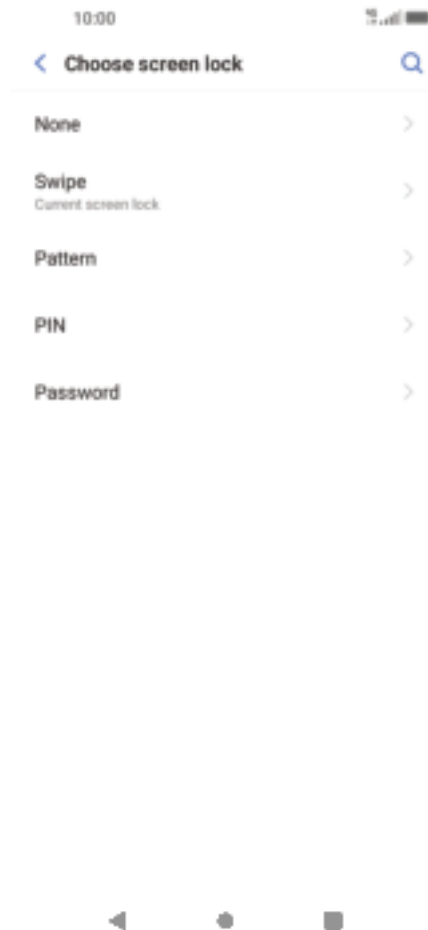 10:00
Choose screen lock
None
Swipe
Current screen lock
Pattern
PIN
Password